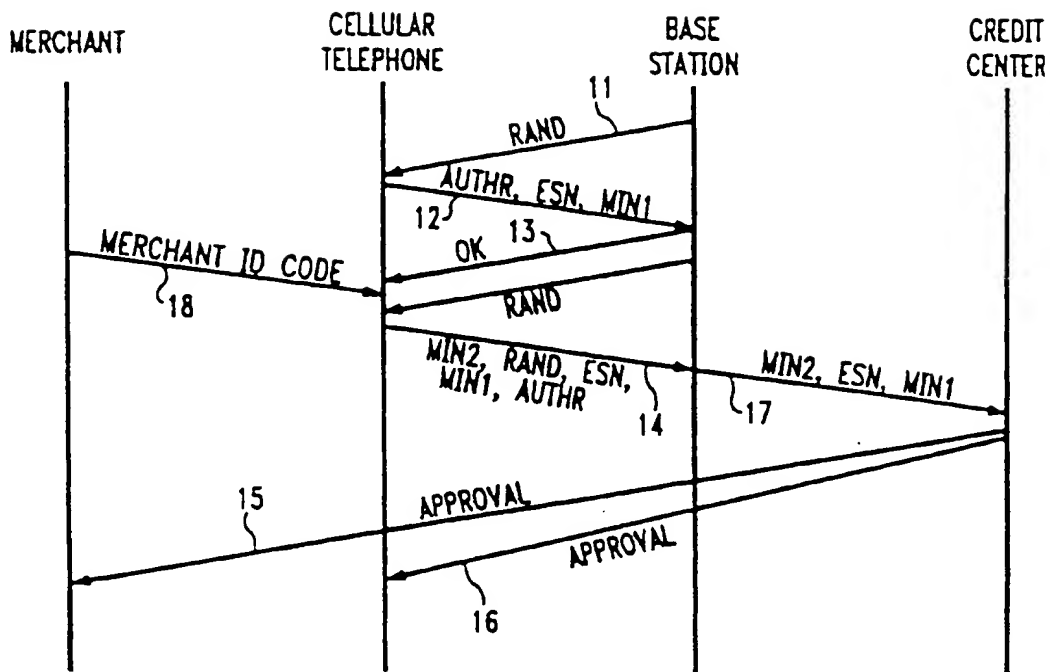 MERCHANT
CELLULAR
TELEPHONE
BASE
STATION
CREDIT
CENTER
11
RAND
AUTHR, ESN, MIN1
12
13
OK
MERCHANT ID CODE
18
RAND
MIN2, RAND, ESN,
MIN1, AUTHR
14
MIN2, ESN, MIN1
17
15
APPROVAL
APPROVAL
16